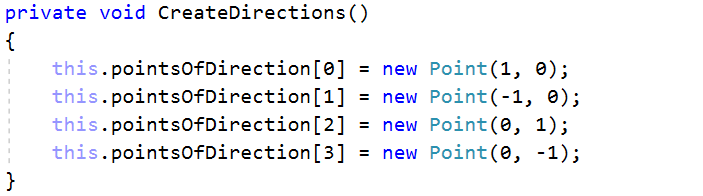 private void CreateDirections()
{
    this.pointsOfDirection[0] = new Point(1, 0);
    this.pointsOfDirection[1] = new Point(-1, 0);
    this.pointsOfDirection[2] = new Point(0, 1);
    this.pointsOfDirection[3] = new Point(0, -1);
}